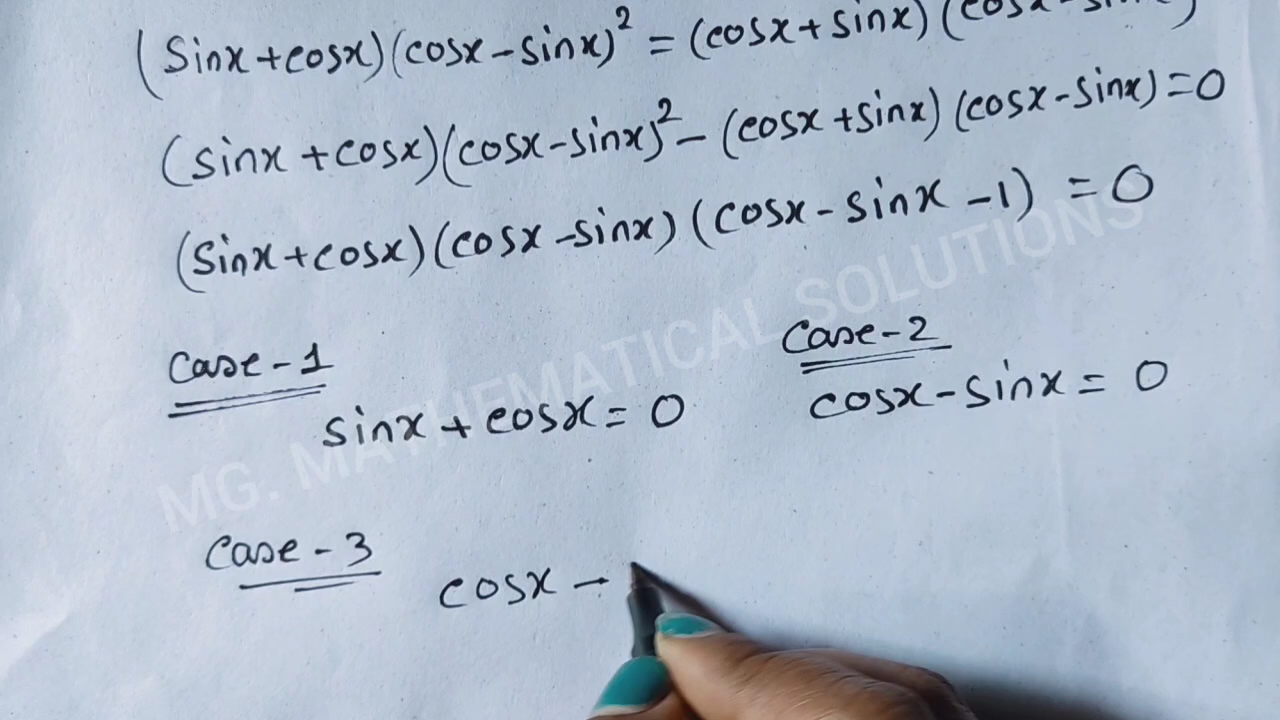 (Sinx+cosx)(cosx-sinx)² = (cosx+sinx)(cosx-sinx)
(sinx+cosx)(cosx-sinx)² - (cosx+sinx)(cosx-sinx)=0
(Sinx+cosx)(cosx-sinx)(cosx-sinx-1) =0
Case-1
Case-2
sinx+cosx=0
cosx-sinx=0
Case-3
cosx -
MG. MATHEMATICAL SOLUTIONS